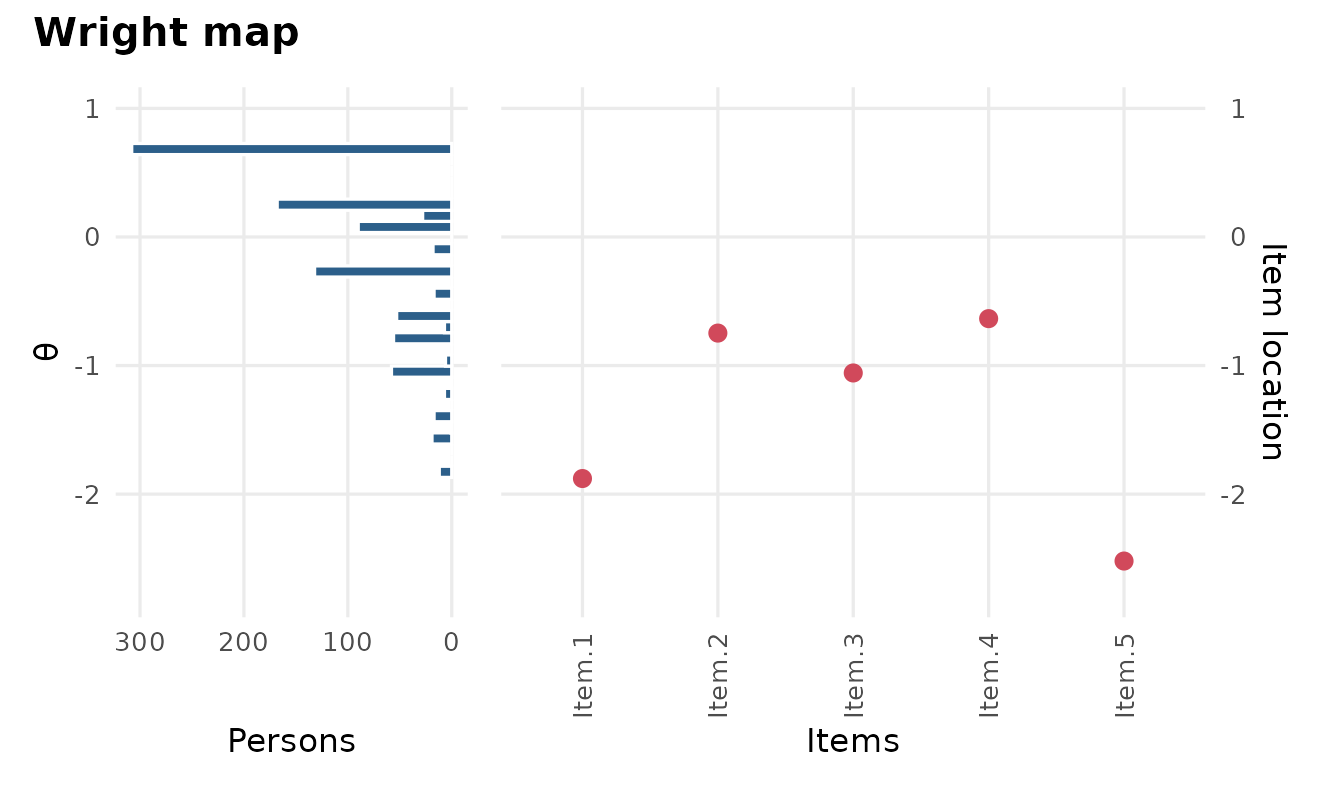 Wright map
1
0
-1
-2
θ
300 200 100 0
Persons
1
0
-1
-2
Item location
Item.1
Item.2
Item.3
Item.4
Item.5
Items